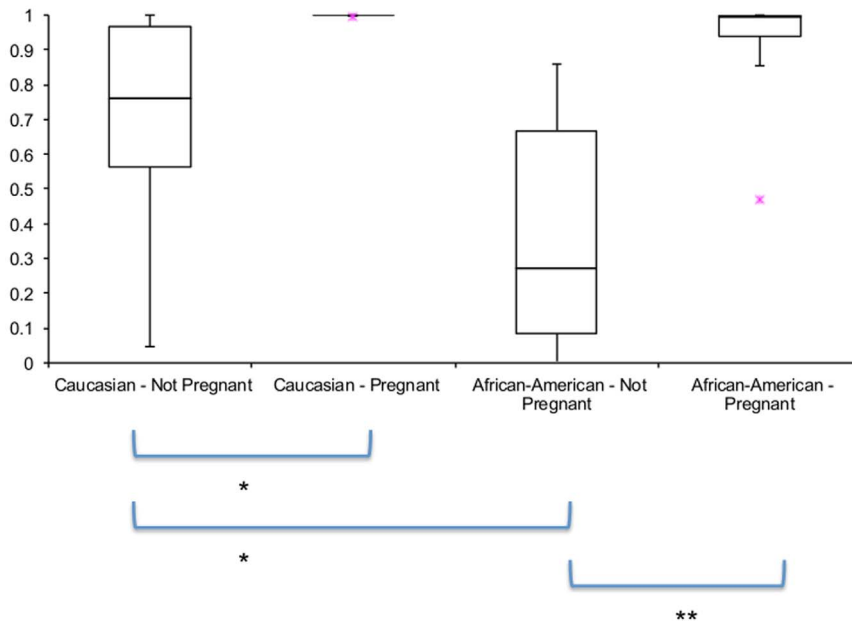 1
0.9
0.8
0.7
0.6
0.5
0.4
0.3
0.2
0.1
0
Caucasian - Not Pregnant
Caucasian - Pregnant
African-American - Not
Pregnant
African-American -
Pregnant
*
*
**